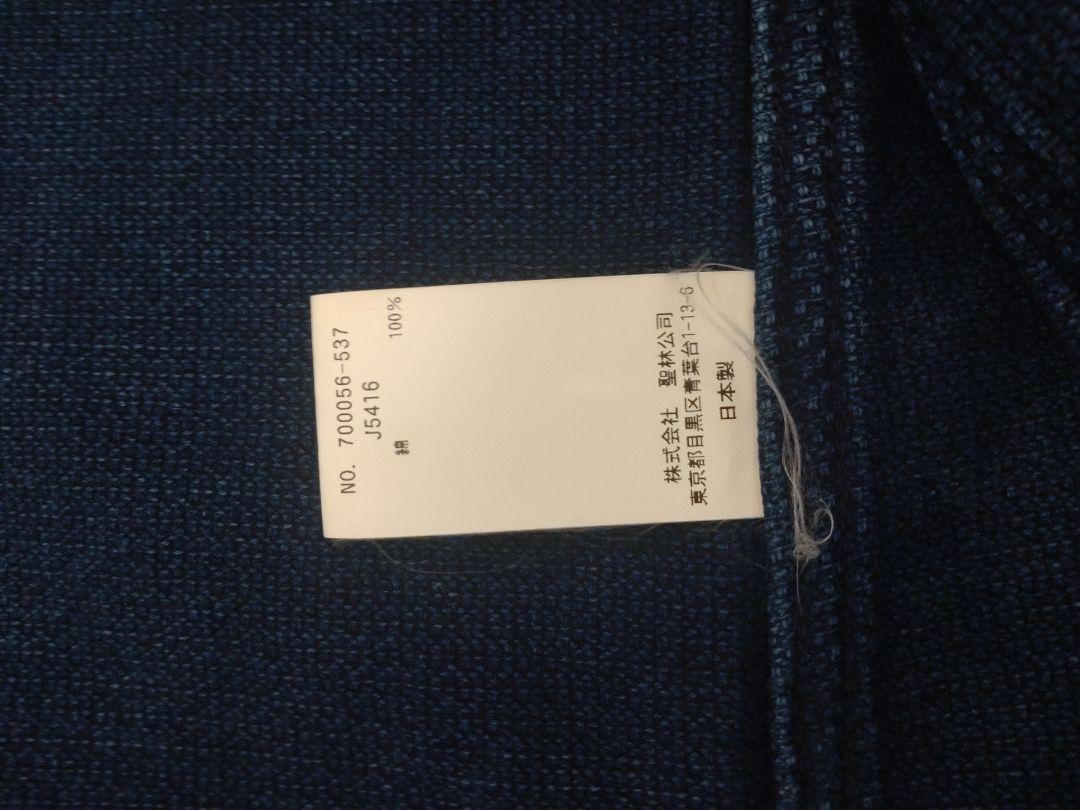 NO. 700056-537
J5416
綿 100%
株式会社 聖林公司
東京都目黒区青葉台1-13-6
日本製